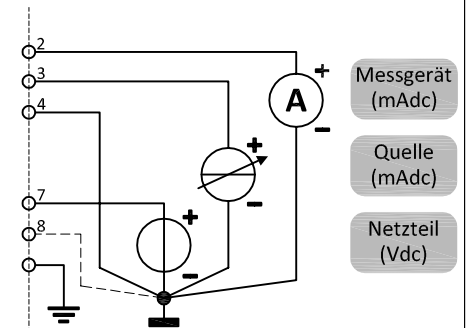 2
3
4
7
8
+
A
−
+
−
+
−
Messgerät
(mAdc)
Quelle
(mAdc)
Netzteil
(Vdc)